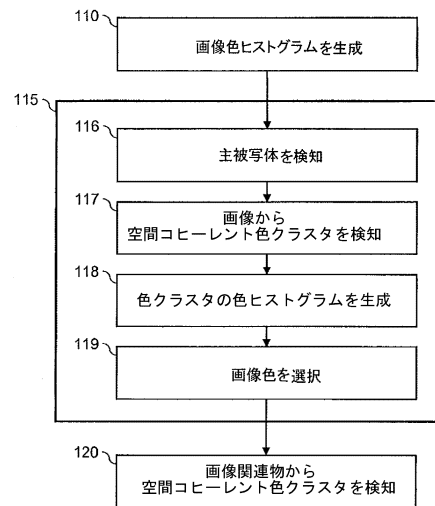 110
画像色ヒストグラムを生成
115
116
主被写体を検知
117
画像から
空間コヒーレント色クラスタを検知
118
色クラスタの色ヒストグラムを生成
119
画像色を選択
120
画像関連物から
空間コヒーレント色クラスタを検知